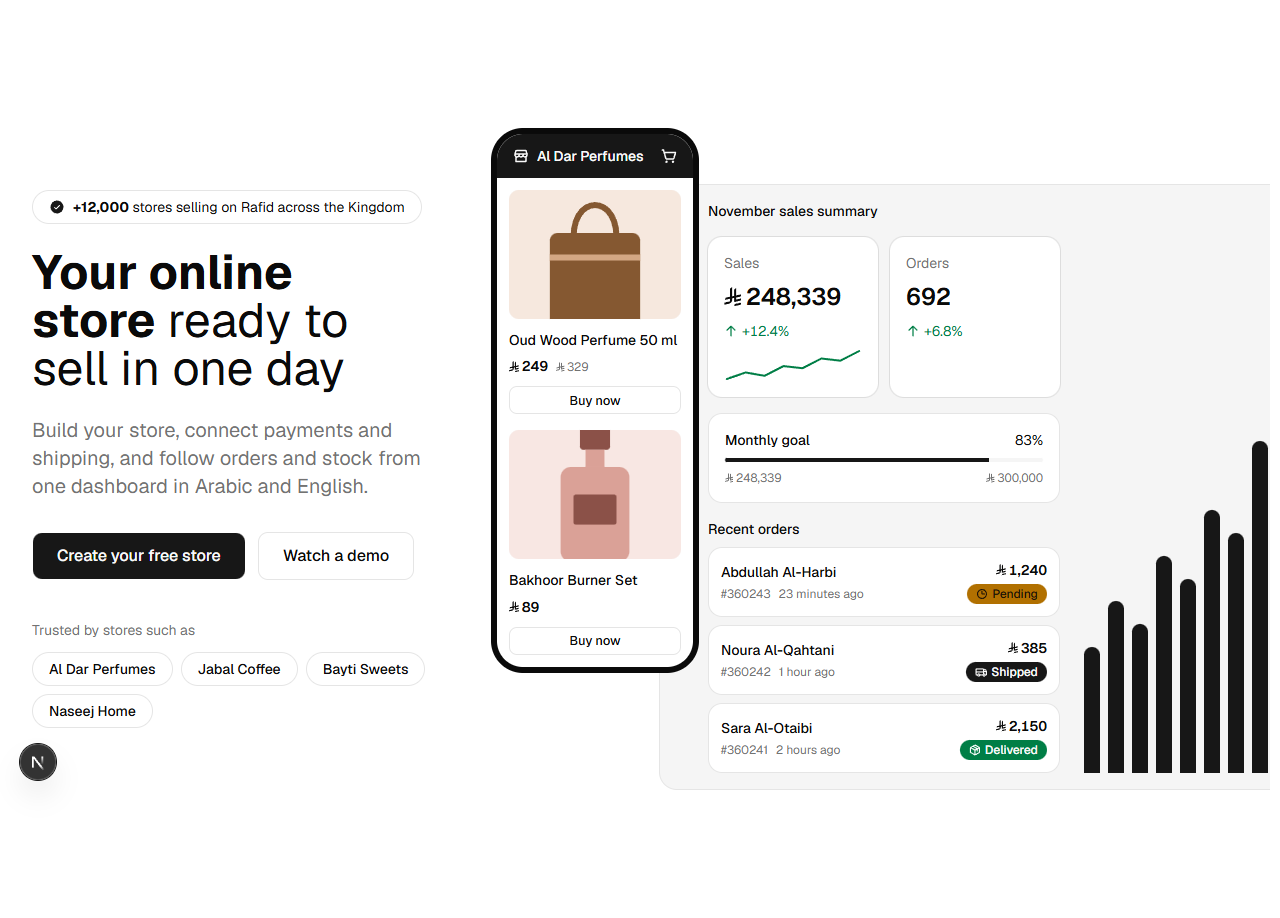 +12,000 stores selling on Rafid across the Kingdom
Your online
store ready to
sell in one day
Build your store, connect payments and
shipping, and follow orders and stock from
one dashboard in Arabic and English.
Create your free store
Watch a demo
Trusted by stores such as
Al Dar Perfumes
Jabal Coffee
Bayti Sweets
Naseej Home
N
Al Dar Perfumes
Oud Wood Perfume 50 ml
⃁ 249 ⃁ 329
Buy now
Bakhoor Burner Set
⃁ 89
Buy now
November sales summary
Sales
⃁ 248,339
↑ +12.4%
Orders
692
↑ +6.8%
Monthly goal
83%
⃁ 248,339
⃁ 300,000
Recent orders
Abdullah Al-Harbi
⃁ 1,240
#360243 23 minutes ago
Pending
Noura Al-Qahtani
⃁ 385
#360242 1 hour ago
Shipped
Sara Al-Otaibi
⃁ 2,150
#360241 2 hours ago
Delivered